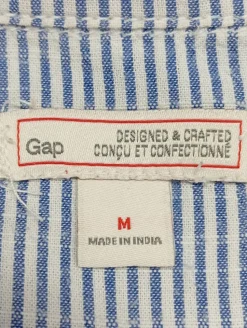 Gap
DESIGNED & CRAFTED
CONÇU ET CONFECTIONNÉ
M
MADE IN INDIA